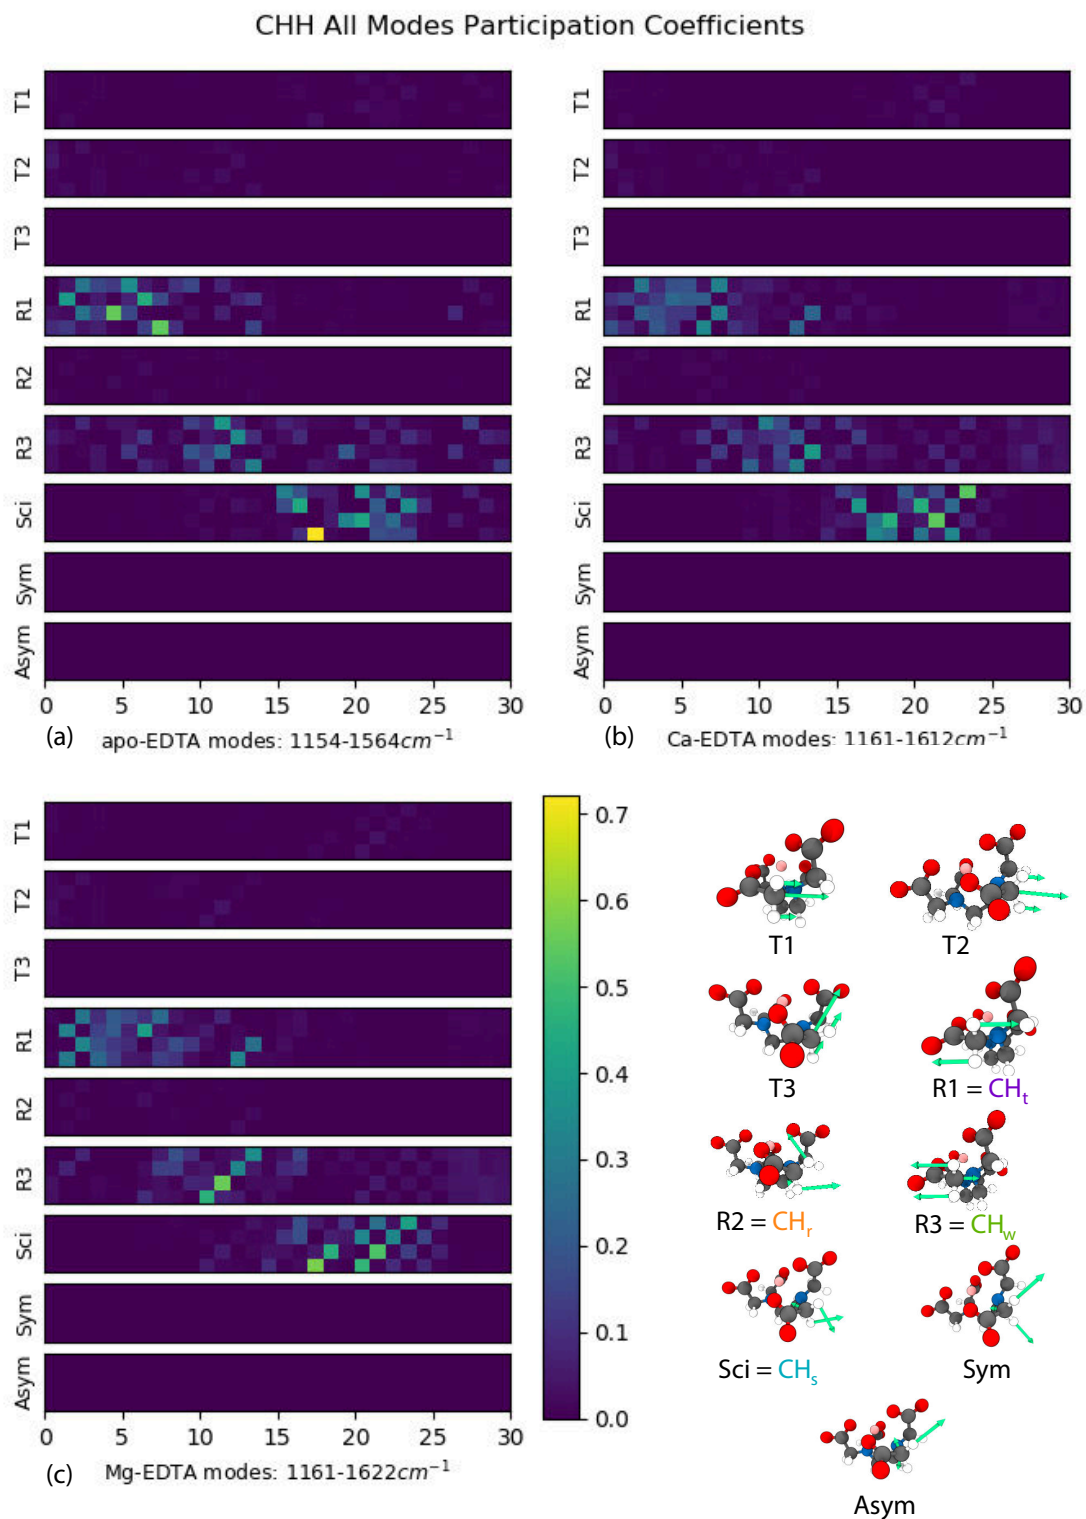 CHH All Modes Participation Coefficients
T1
T2
T3
R1
R2
R3
Sci
Sym
Asym
0 5 10 15 20 25 30
(a) apo-EDTA modes: 1154-1564cm⁻¹
T1
T2
T3
R1
R2
R3
Sci
Sym
Asym
0 5 10 15 20 25 30
(b) Ca-EDTA modes: 1161-1612cm⁻¹
T1
T2
T3
R1
R2
R3
Sci
Sym
Asym
0 5 10 15 20 25 30
(c) Mg-EDTA modes: 1161-1622cm⁻¹
0.7
0.6
0.5
0.4
0.3
0.2
0.1
0.0
T1 T2
T3 R1 = CHₜ
R2 = CHᵣ R3 = CH_w
Sci = CHₛ Sym
Asym